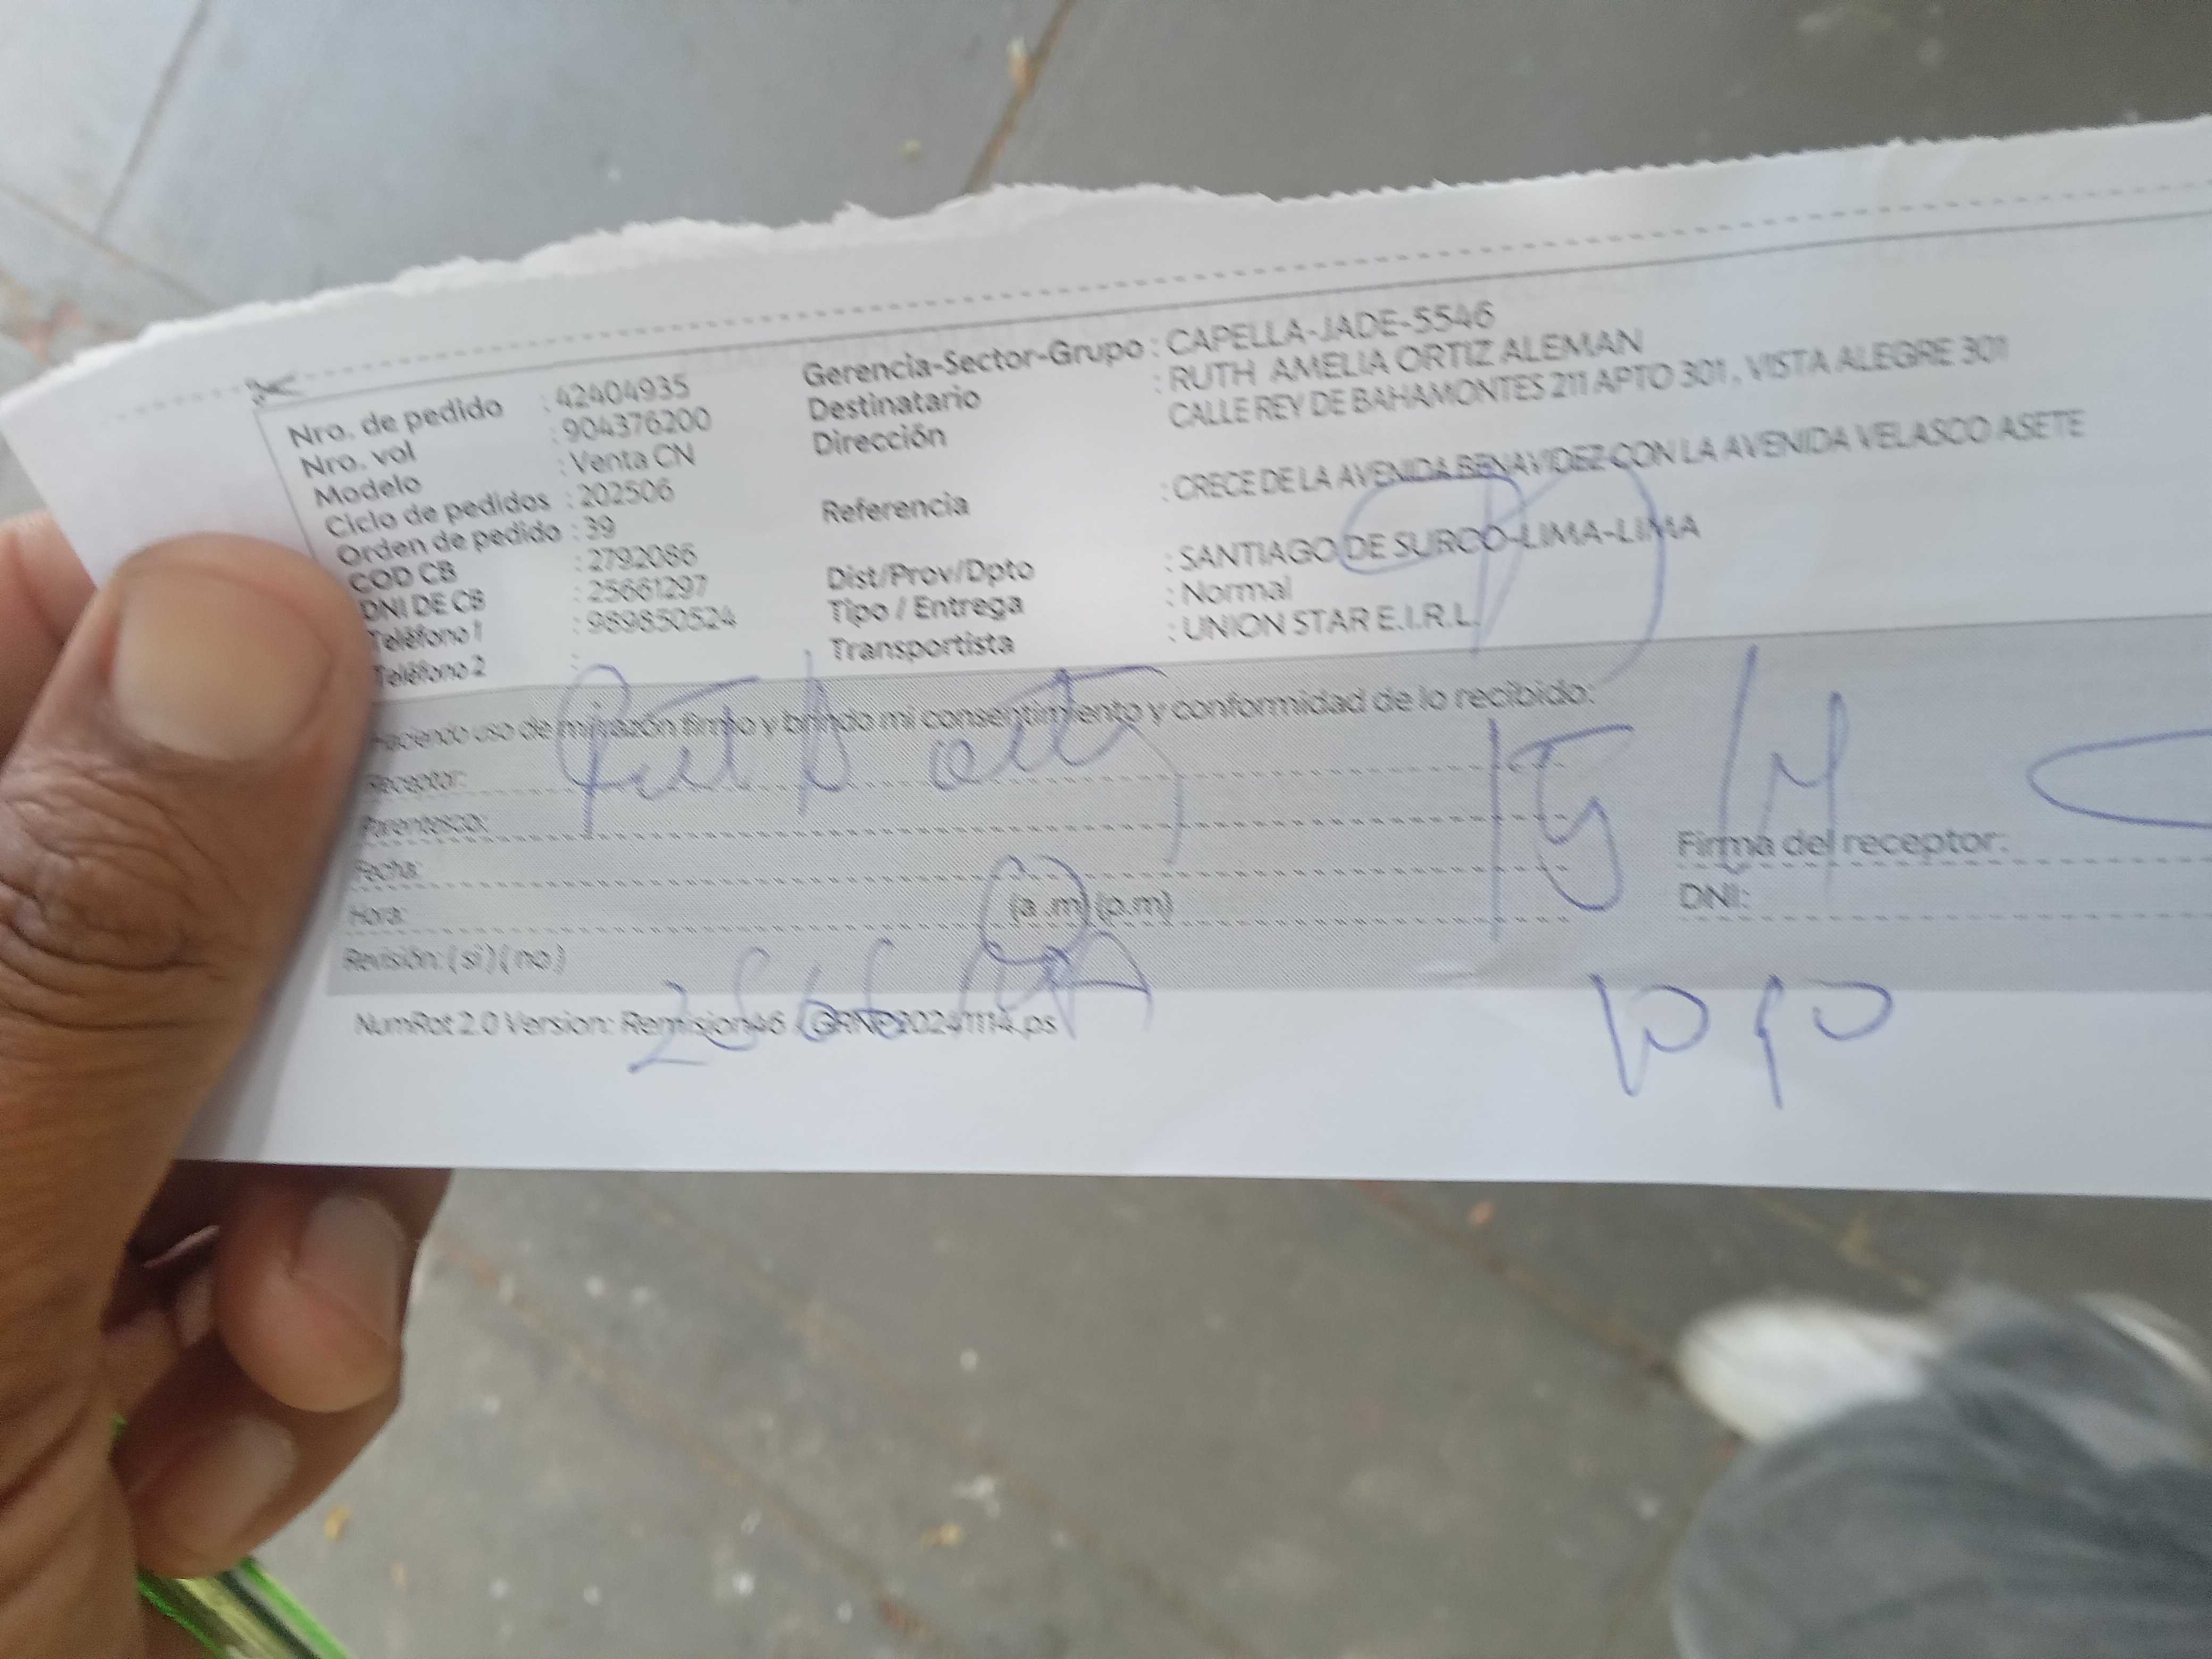 Nro. de pedido : 42404935
Nro. vol : 904376200
Modelo : Venta CN
Ciclo de pedidos : 202506
Orden de pedido : 39
COD CB : 2792086
DNI DE CB : 25661297
Teléfono 1 : 989850524
Teléfono 2 :
Gerencia-Sector-Grupo : CAPELLA-JADE-5546
Destinatario : RUTH AMELIA ORTIZ ALEMAN
Dirección CALLE REY DE BAHAMONTES 211 APTO 301 , VISTA ALEGRE 301
Referencia : CRECE DE LA AVENIDA BENAVIDEZ CON LA AVENIDA VELASCO ASETE
Dist/Prov/Dpto : SANTIAGO DE SURCO-LIMA-LIMA
Tipo / Entrega : Normal
Transportista : UNION STAR E.I.R.L.
Haciendo uso de mi razón firmo y brindo mi consentimiento y conformidad de lo recibido:
Receptor:
Parentesco:
Fecha:
Hora: (a.m) (p.m)
Revisión: ( si ) ( no )
Firma del receptor:
DNI:
NumRot 2.0 Version: Remision46